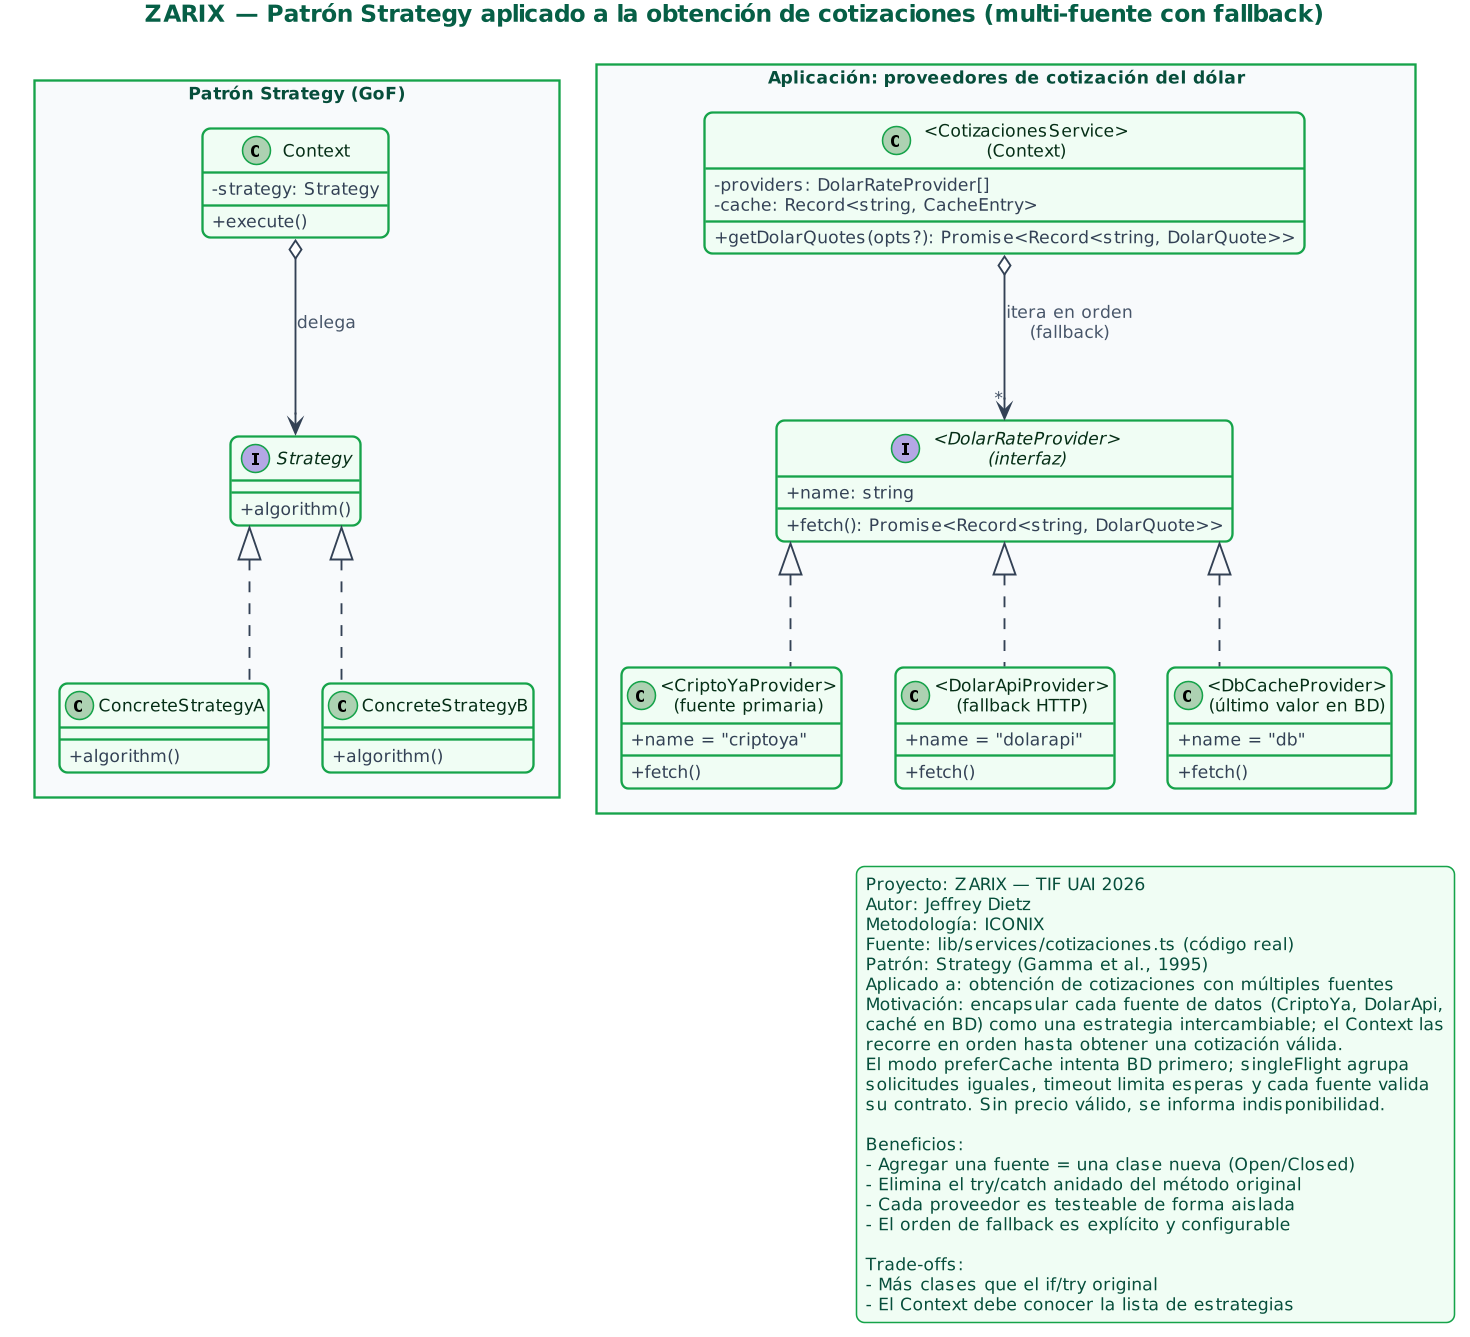 ZARIX — Patrón Strategy aplicado a la obtención de cotizaciones (multi-fuente con fallback)
Patrón Strategy (GoF)
C Context
-strategy: Strategy
+execute()
delega
I Strategy
+algorithm()
C ConcreteStrategyA
+algorithm()
C ConcreteStrategyB
+algorithm()
Aplicación: proveedores de cotización del dólar
C <CotizacionesService>
(Context)
-providers: DolarRateProvider[]
-cache: Record<string, CacheEntry>
+getDolarQuotes(opts?): Promise<Record<string, DolarQuote>>
itera en orden
(fallback)
*
I <DolarRateProvider>
(interfaz)
+name: string
+fetch(): Promise<Record<string, DolarQuote>>
C <CriptoYaProvider>
(fuente primaria)
+name = "criptoya"
+fetch()
C <DolarApiProvider>
(fallback HTTP)
+name = "dolarapi"
+fetch()
C <DbCacheProvider>
(último valor en BD)
+name = "db"
+fetch()
Proyecto: ZARIX — TIF UAI 2026
Autor: Jeffrey Dietz
Metodología: ICONIX
Fuente: lib/services/cotizaciones.ts (código real)
Patrón: Strategy (Gamma et al., 1995)
Aplicado a: obtención de cotizaciones con múltiples fuentes
Motivación: encapsular cada fuente de datos (CriptoYa, DolarApi,
caché en BD) como una estrategia intercambiable; el Context las
recorre en orden hasta obtener una cotización válida.
El modo preferCache intenta BD primero; singleFlight agrupa
solicitudes iguales, timeout limita esperas y cada fuente valida
su contrato. Sin precio válido, se informa indisponibilidad.
Beneficios:
- Agregar una fuente = una clase nueva (Open/Closed)
- Elimina el try/catch anidado del método original
- Cada proveedor es testeable de forma aislada
- El orden de fallback es explícito y configurable
Trade-offs:
- Más clases que el if/try original
- El Context debe conocer la lista de estrategias